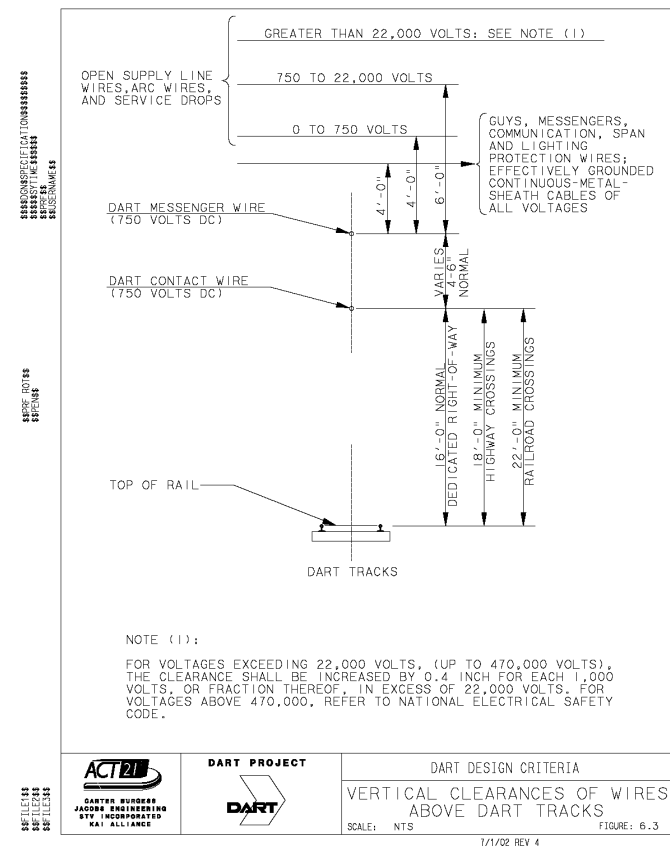 GREATER THAN 22,000 VOLTS: SEE NOTE (1)
OPEN SUPPLY LINE
WIRES, ARC WIRES,
AND SERVICE DROPS
750 TO 22,000 VOLTS
0 TO 750 VOLTS
GUYS, MESSENGERS,
COMMUNICATION, SPAN
AND LIGHTING
PROTECTION WIRES;
EFFECTIVELY GROUNDED
CONTINUOUS-METAL-
SHEATH CABLES OF
ALL VOLTAGES
4'-0"
4'-0"
6'-0"
DART MESSENGER WIRE
(750 VOLTS DC)
VARIES
4-6"
NORMAL
DART CONTACT WIRE
(750 VOLTS DC)
16'-0" NORMAL
DEDICATED RIGHT-OF-WAY
18'-0" MINIMUM
HIGHWAY CROSSINGS
22'-0" MINIMUM
RAILROAD CROSSINGS
TOP OF RAIL
DART TRACKS
NOTE (1):
FOR VOLTAGES EXCEEDING 22,000 VOLTS, (UP TO 470,000 VOLTS),
THE CLEARANCE SHALL BE INCREASED BY 0.4 INCH FOR EACH 1,000
VOLTS, OR FRACTION THEREOF, IN EXCESS OF 22,000 VOLTS. FOR
VOLTAGES ABOVE 470,000, REFER TO NATIONAL ELECTRICAL SAFETY
CODE.
ACT 21
CARTER BURGESS
JACOBS ENGINEERING
STV INCORPORATED
KAI ALLIANCE
DART PROJECT
DART
DART DESIGN CRITERIA
VERTICAL CLEARANCES OF WIRES
ABOVE DART TRACKS
SCALE: NTS
FIGURE: 6.3
7/1/02 REV 4
$$PRF ROT$$
$$PEN$$
$$FILE1$$
$$FILE2$$
$$FILE3$$
$$PRF$$
$$USERNAME$$